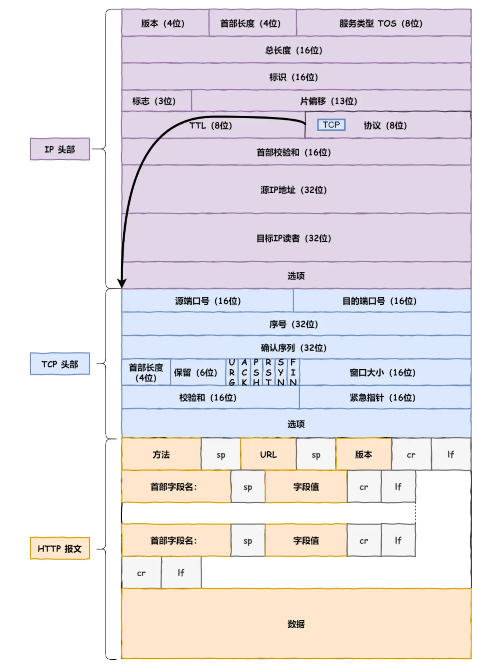 版本 (4位) 首部长度 (4位) 服务类型 TOS (8位)
总长度 (16位)
标识 (16位)
标志 (3位) 片偏移 (13位)
TTL (8位) TCP 协议 (8位)
IP 头部
首部校验和 (16位)
源IP地址 (32位)
目标IP读者 (32位)
选项
源端口号 (16位) 目的端口号 (16位)
序号 (32位)
确认序列 (32位)
TCP 头部
首部长度
(4位)
保留 (6位) URG ACK PSH RST SYN FIN 窗口大小 (16位)
校验和 (16位) 紧急指针 (16位)
选项
方法 sp URL sp 版本 cr lf
首部字段名: sp 字段值 cr lf
HTTP 报文
首部字段名: sp 字段值 cr lf
cr lf
数据